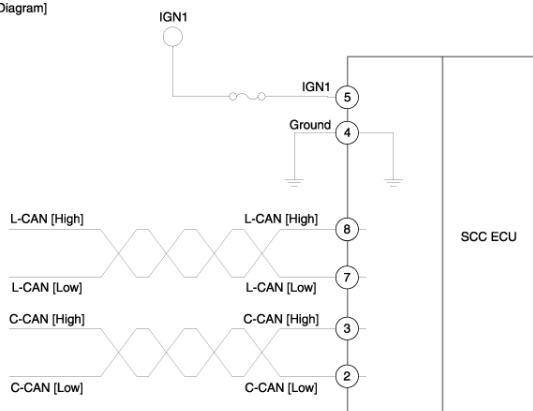 Diagram]
IGN1
IGN1
5
Ground
4
L-CAN [High]
L-CAN [High]
8
SCC ECU
L-CAN [Low]
L-CAN [Low]
7
C-CAN [High]
C-CAN [High]
3
C-CAN [Low]
C-CAN [Low]
2